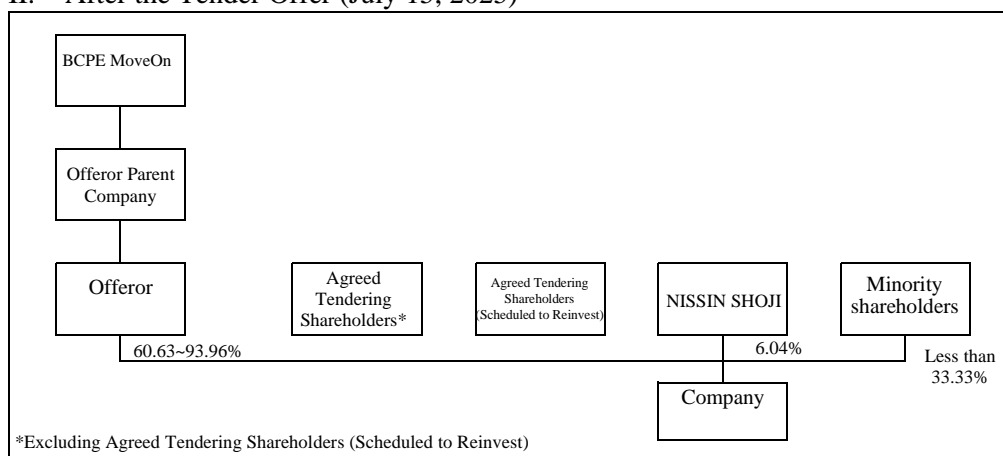 II. After the Tender Offer (July 13, 2023)
BCPE MoveOn
Offeror Parent
Company
Offeror
Agreed
Tendering
Shareholders*
Agreed Tendering
Shareholders
(Scheduled to Reinvest)
NISSIN SHOJI
Minority
shareholders
60.63~93.96%
6.04%
Less than
33.33%
Company
*Excluding Agreed Tendering Shareholders (Scheduled to Reinvest)